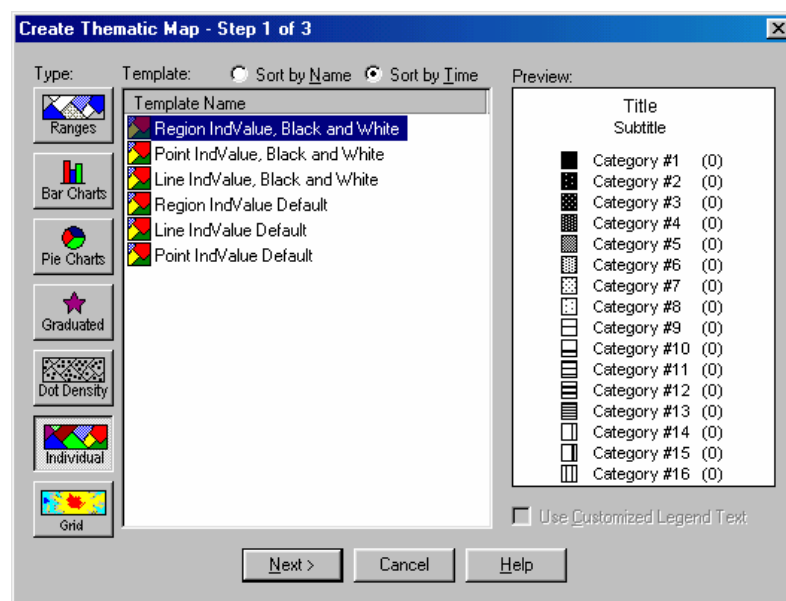 Create Thematic Map - Step 1 of 3
Type:
Ranges
Bar Charts
Pie Charts
Graduated
Dot Density
Individual
Grid
Template:
Sort by Name
Sort by Time
Template Name
Region IndValue, Black and White
Point IndValue, Black and White
Line IndValue, Black and White
Region IndValue Default
Line IndValue Default
Point IndValue Default
Preview:
Title
Subtitle
Category #1 (0)
Category #2 (0)
Category #3 (0)
Category #4 (0)
Category #5 (0)
Category #6 (0)
Category #7 (0)
Category #8 (0)
Category #9 (0)
Category #10 (0)
Category #11 (0)
Category #12 (0)
Category #13 (0)
Category #14 (0)
Category #15 (0)
Category #16 (0)
Use Customized Legend Text
Next >
Cancel
Help